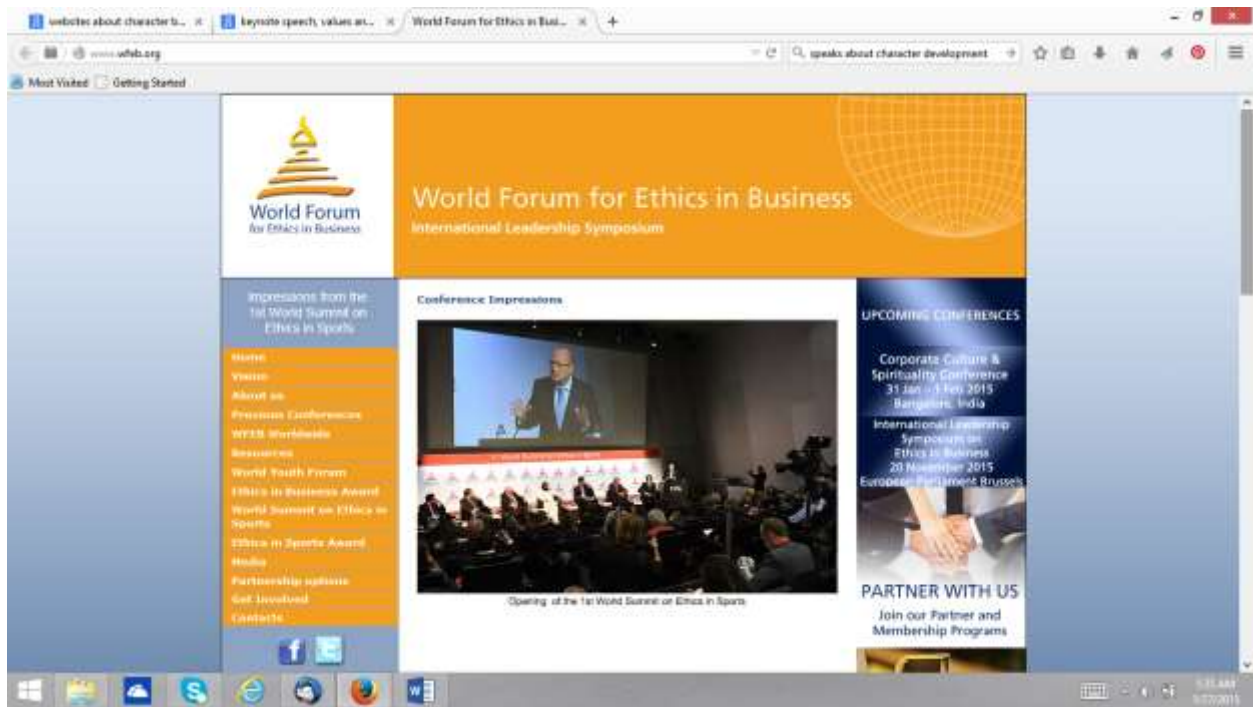 websites about character b...
keynote speech, values an...
World Forum for Ethics in Busi...
www.wfeb.org
speaks about character development
Most Visited
Getting Started
World Forum
for Ethics in Business
World Forum for Ethics in Business
International Leadership Symposium
Impressions from the
1st World Summit on
Ethics in Sports
Home
Vision
About us
Previous Conferences
WFEB Worldwide
Resources
World Youth Forum
Ethics in Business Award
World Summit on Ethics in
Sports
Ethics in Sports Award
Media
Partnership options
Get Involved
Contacts
Conference Impressions
Opening of the 1st World Summit on Ethics in Sports
UPCOMING CONFERENCES
Corporate Culture &
Spirituality Conference
31 Jan - 1 Feb 2015
Bangalore, India
International Leadership
Symposium on
Ethics in Business
20 November 2015
European Parliament Brussels
PARTNER WITH US
Join our Partner and
Membership Programs